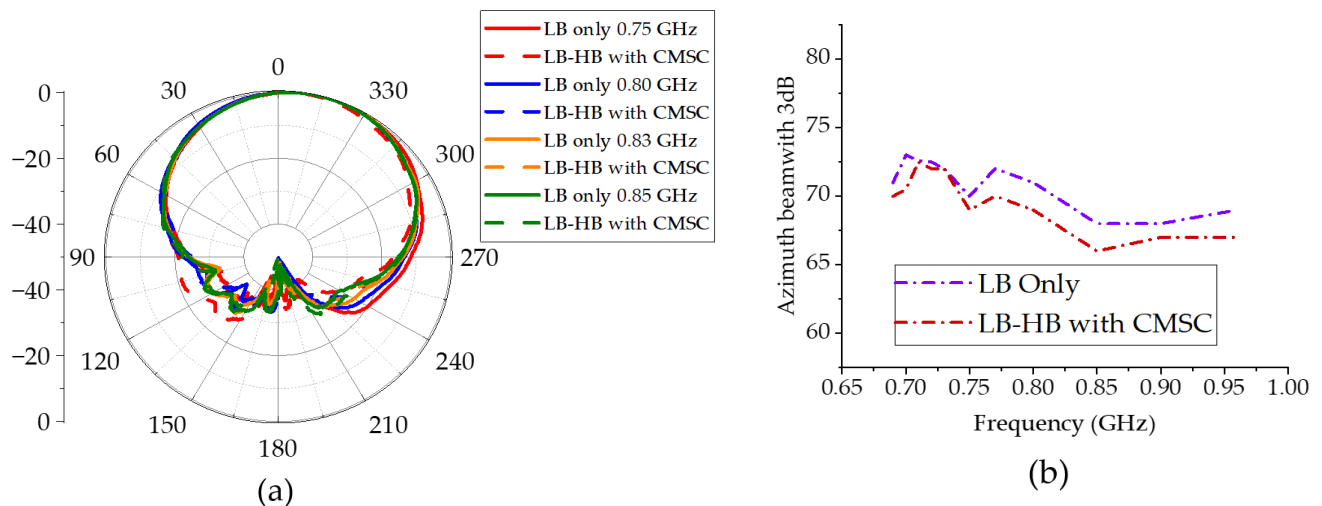 LB only 0.75 GHz
LB-HB with CMSC
LB only 0.80 GHz
LB-HB with CMSC
LB only 0.83 GHz
LB-HB with CMSC
LB only 0.85 GHz
LB-HB with CMSC
0
30
60
90
120
150
180
210
240
270
300
330
0
−20
−40
−40
−20
0
(a)
Azimuth beamwith 3dB
80
75
70
65
60
LB Only
LB-HB with CMSC
0.65 0.70 0.75 0.80 0.85 0.90 0.95 1.00
Frequency (GHz)
(b)